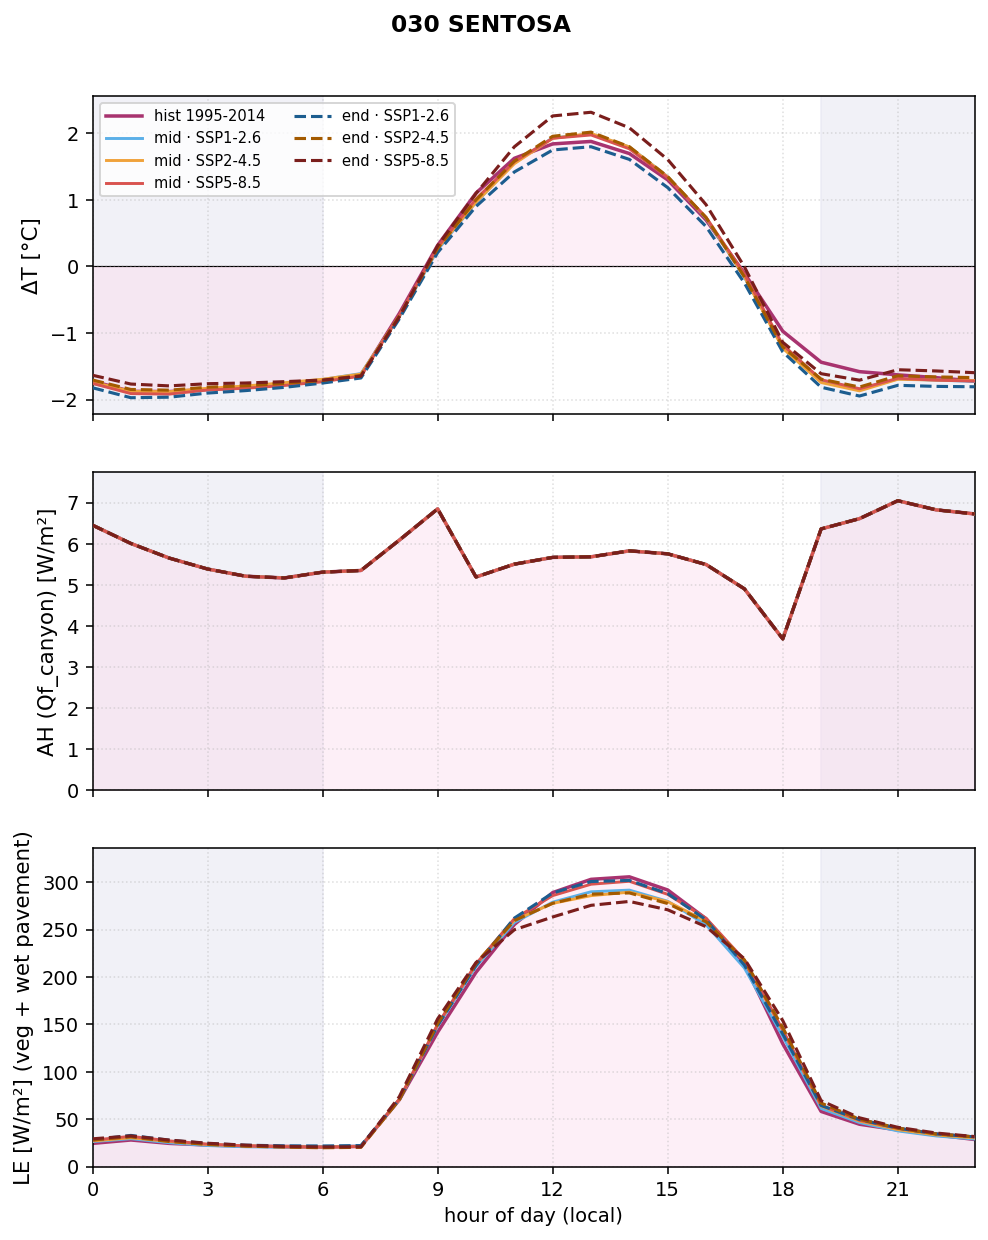 030 SENTOSA
hist 1995-2014
mid · SSP1-2.6
mid · SSP2-4.5
mid · SSP5-8.5
end · SSP1-2.6
end · SSP2-4.5
end · SSP5-8.5
ΔT [°C]
2
1
0
−1
−2
AH (Qf_canyon) [W/m²]
7
6
5
4
3
2
1
0
LE [W/m²] (veg + wet pavement)
300
250
200
150
100
50
0
0 3 6 9 12 15 18 21
hour of day (local)